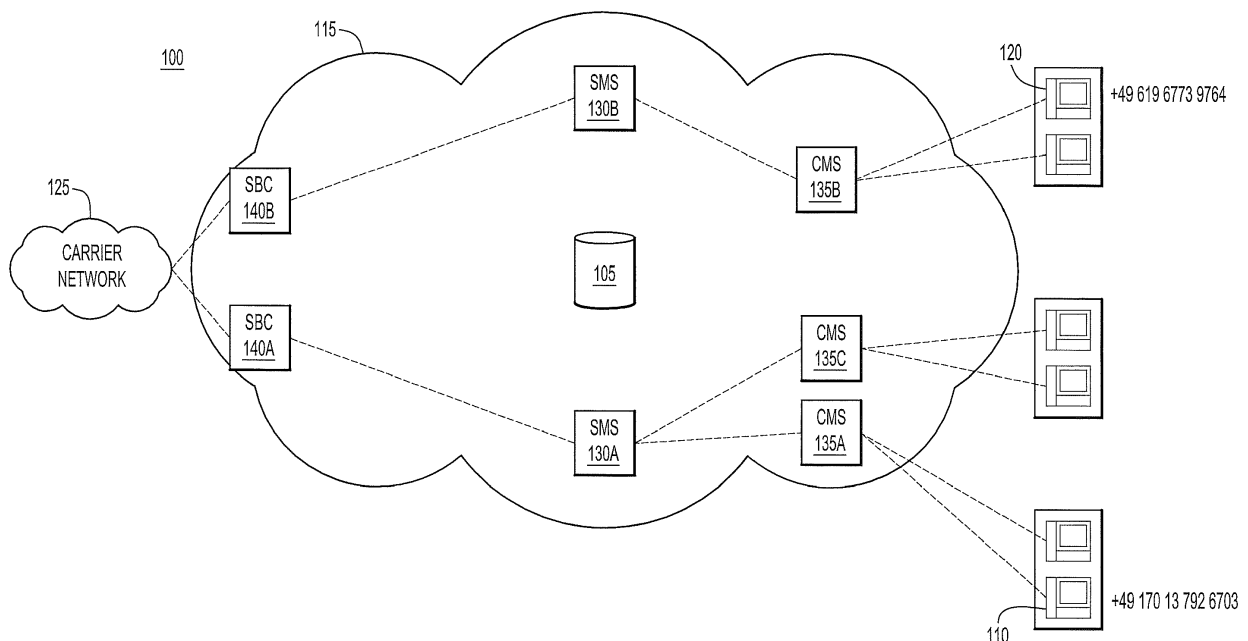 100
115
120
+49 619 6773 9764
SMS
130B
CMS
135B
SBC
140B
125
CARRIER
NETWORK
105
SBC
140A
CMS
135C
SMS
130A
CMS
135A
+49 170 13 792 6703
110